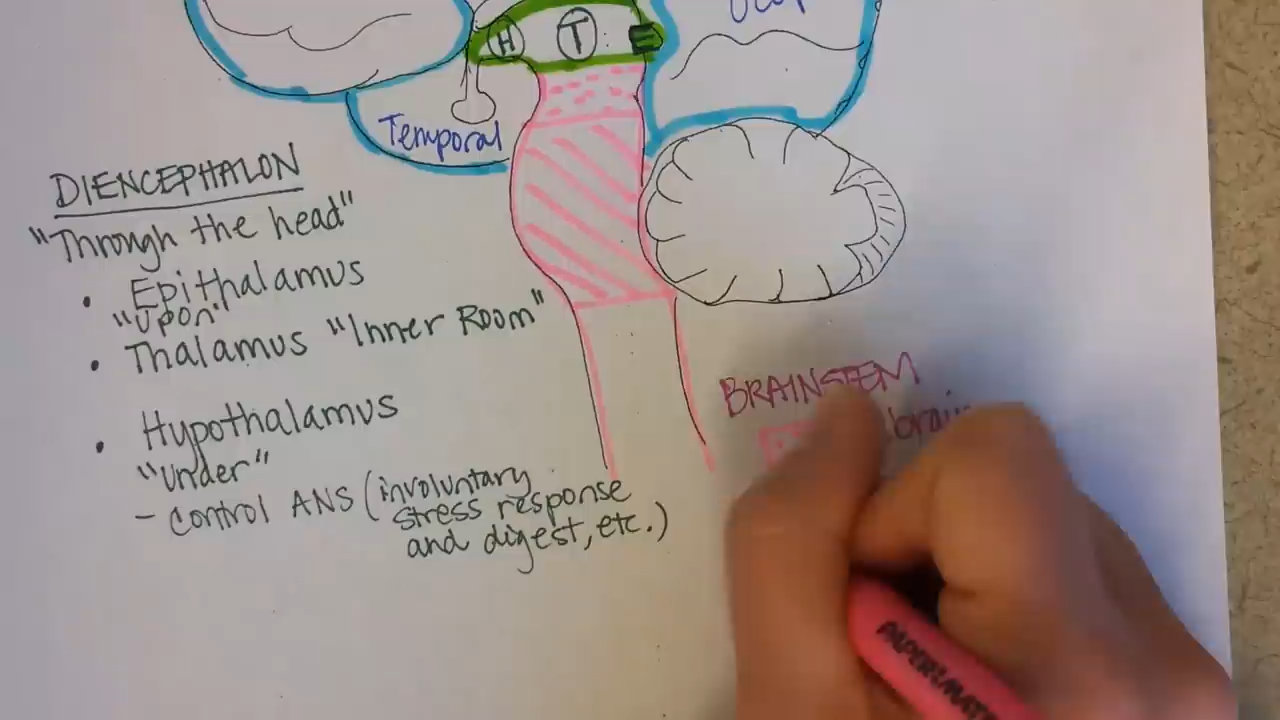 H T E
Temporal
DIENCEPHALON
"Through the head"
• Epithalamus
"Upon"
• Thalamus "Inner Room"
• Hypothalamus
"Under"
- control ANS (involuntary
stress response
and digest, etc.)
BRAINSTEM
PAPERMATE